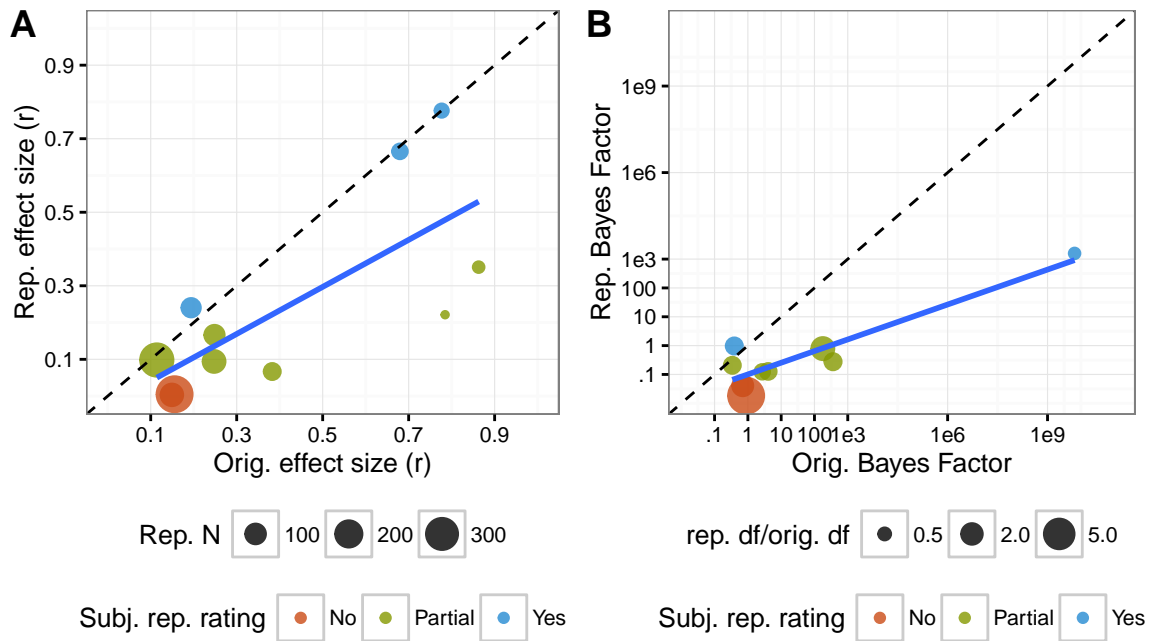 A
Rep. effect size (r)
0.9
0.7
0.5
0.3
0.1
0.1 0.3 0.5 0.7 0.9
Orig. effect size (r)
Rep. N 100 200 300
Subj. rep. rating No Partial Yes
B
Rep. Bayes Factor
1e9
1e6
1e3
100
10
1
.1
.1 1 10 100 1e3 1e6 1e9
Orig. Bayes Factor
rep. df/orig. df 0.5 2.0 5.0
Subj. rep. rating No Partial Yes